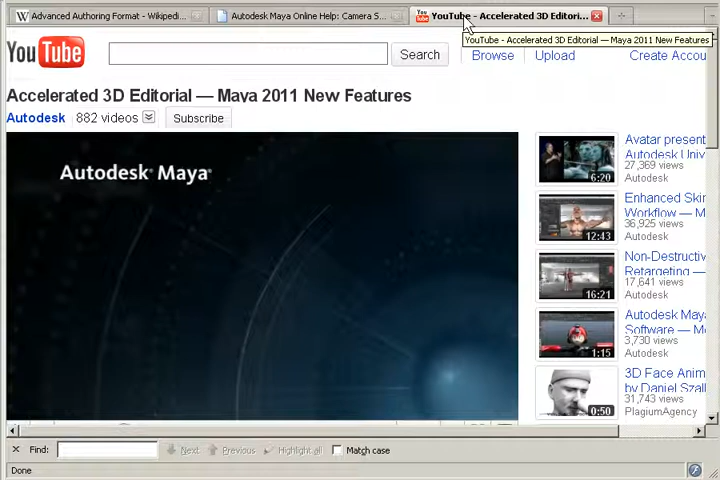 Advanced Authoring Format - Wikipedi...
Autodesk Maya Online Help: Camera S...
YouTube - Accelerated 3D Editori...
YouTube - Accelerated 3D Editorial — Maya 2011 New Features
YouTube
Search
Browse
Upload
Create Accou
Accelerated 3D Editorial — Maya 2011 New Features
Autodesk 882 videos
Subscribe
Autodesk® Maya®
Avatar present
Autodesk Univ
27,369 views
Autodesk
6:20
Enhanced Skin
Workflow — M
36,925 views
Autodesk
12:43
Non-Destructiv
Retargeting — M
17,641 views
Autodesk
16:21
Autodesk Maya
Software — Mo
3,730 views
Autodesk
1:15
3D Face Anim
by Daniel Szall
31,743 views
PlagiumAgency
0:50
Find:
Next
Previous
Highlight all
Match case
Done